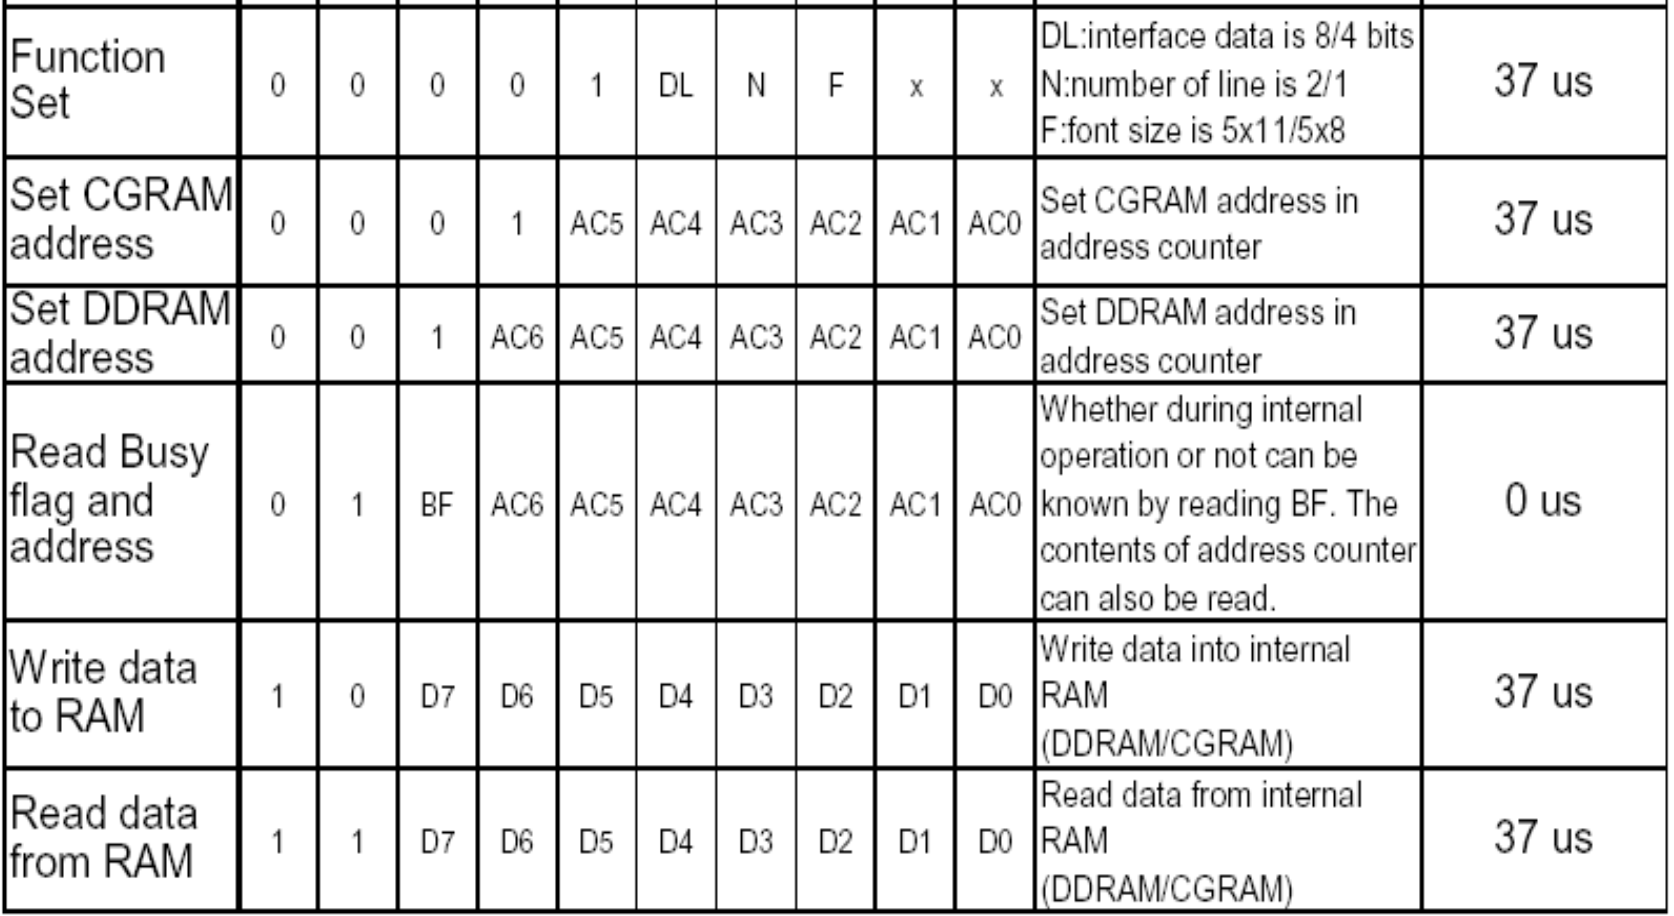 Function Set 0 0 0 0 1 DL N F x x DL:interface data is 8/4 bits N:number of line is 2/1 F:font size is 5x11/5x8 37 us
Set CGRAM address 0 0 0 1 AC5 AC4 AC3 AC2 AC1 AC0 Set CGRAM address in address counter 37 us
Set DDRAM address 0 0 1 AC6 AC5 AC4 AC3 AC2 AC1 AC0 Set DDRAM address in address counter 37 us
Read Busy flag and address 0 1 BF AC6 AC5 AC4 AC3 AC2 AC1 AC0 Whether during internal operation or not can be known by reading BF. The contents of address counter can also be read. 0 us
Write data to RAM 1 0 D7 D6 D5 D4 D3 D2 D1 D0 Write data into internal RAM (DDRAM/CGRAM) 37 us
Read data from RAM 1 1 D7 D6 D5 D4 D3 D2 D1 D0 Read data from internal RAM (DDRAM/CGRAM) 37 us